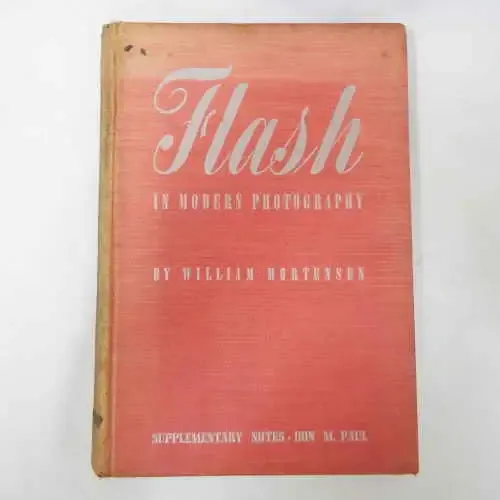 Flash
IN MODERN PHOTOGRAPHY
BY WILLIAM MORTENSEN
SUPPLEMENTARY NOTES • DON M. PAUL